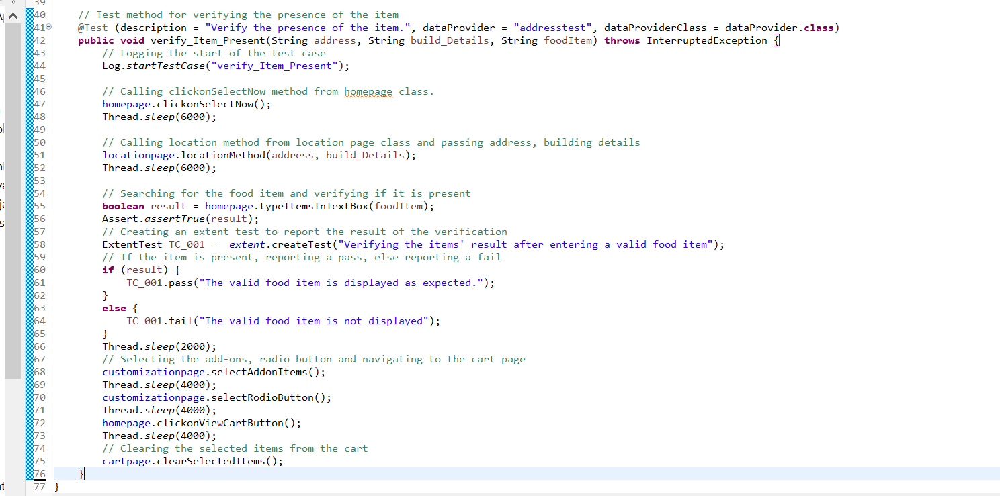 39
40 // Test method for verifying the presence of the item
41 @Test (description = "Verify the presence of the item.", dataProvider = "addresstest", dataProviderClass = dataProvider.class)
42 public void verify_Item_Present(String address, String build_Details, String foodItem) throws InterruptedException {
43 // Logging the start of the test case
44 Log.startTestCase("verify_Item_Present");
45
46 // Calling clickonSelectNow method from homepage class.
47 homepage.clickonSelectNow();
48 Thread.sleep(6000);
49
50 // Calling location method from location page class and passing address, building details
51 locationpage.locationMethod(address, build_Details);
52 Thread.sleep(6000);
53
54 // Searching for the food item and verifying if it is present
55 boolean result = homepage.typeItemsInTextBox(foodItem);
56 Assert.assertTrue(result);
57 // Creating an extent test to report the result of the verification
58 ExtentTest TC_001 =  extent.createTest("Verifying the items' result after entering a valid food item");
59 // If the item is present, reporting a pass, else reporting a fail
60 if (result) {
61 TC_001.pass("The valid food item is displayed as expected.");
62 }
63 else {
64 TC_001.fail("The valid food item is not displayed");
65 }
66 Thread.sleep(2000);
67 // Selecting the add-ons, radio button and navigating to the cart page
68 customizationpage.selectAddonItems();
69 Thread.sleep(4000);
70 customizationpage.selectRodioButton();
71 Thread.sleep(4000);
72 homepage.clickonViewCartButton();
73 Thread.sleep(4000);
74 // Clearing the selected items from the cart
75 cartpage.clearSelectedItems();
76 }
77 }